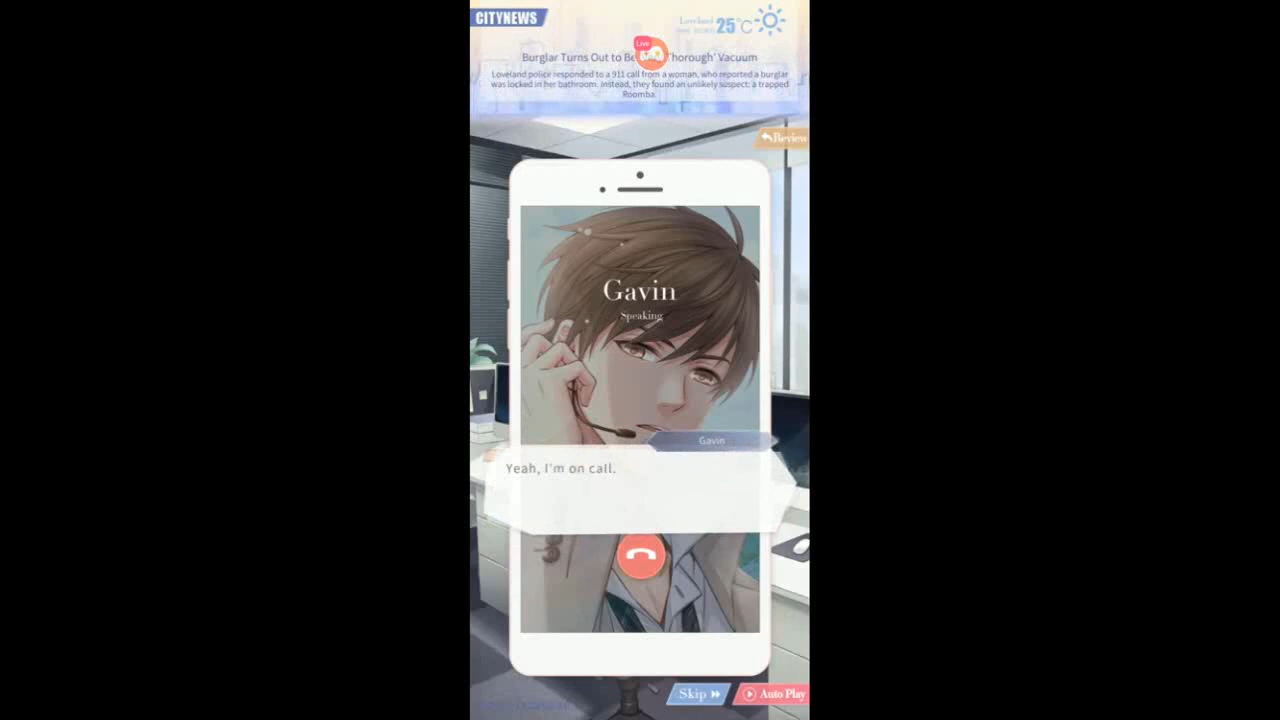 CITYNEWS
Loveland
25°C
Live
Burglar Turns Out to Be Thorough' Vacuum
Loveland police responded to a 911 call from a woman, who reported a burglar
was locked in her bathroom. Instead, they found an unlikely suspect: a trapped
Roomba.
Review
Gavin
Speaking
Gavin
Yeah, I'm on call.
Skip
Auto Play